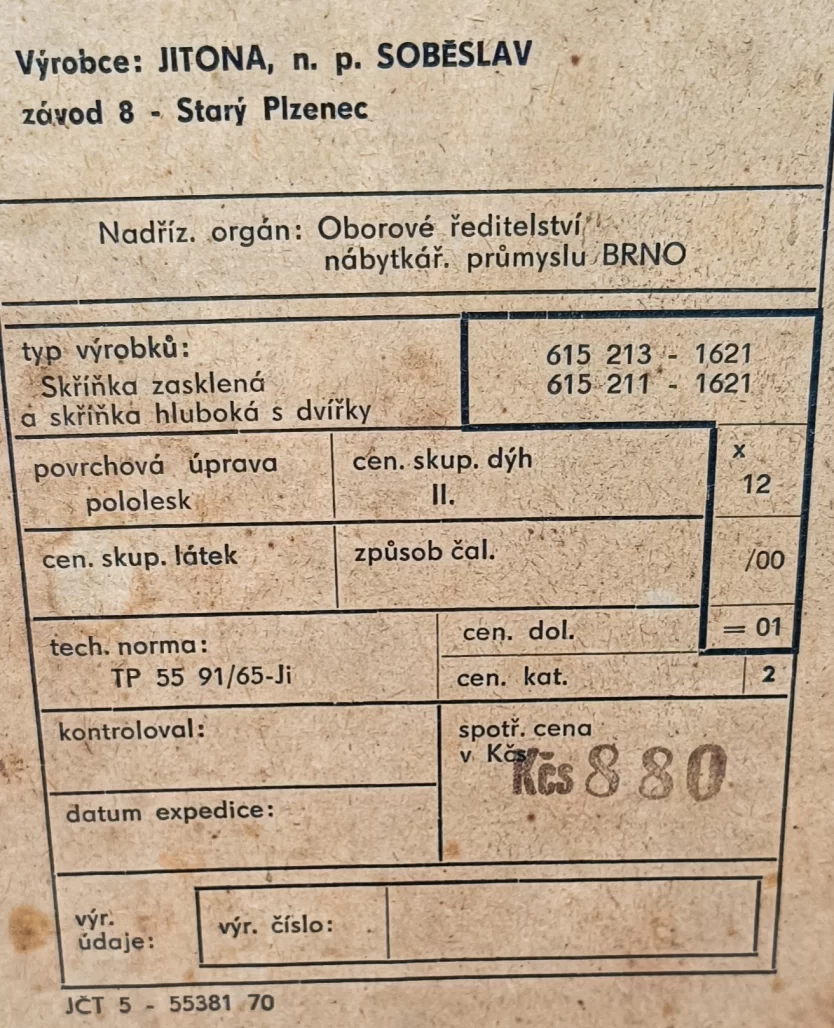 Výrobce: JITONA, n. p. SOBĚSLAV
závod 8 - Starý Plzenec
Nadříz. orgán: Oborové ředitelství
nábytkář. průmyslu BRNO
typ výrobků:
Skříňka zasklená
a skříňka hluboká s dvířky
615 213 - 1621
615 211 - 1621
povrchová úprava
pololesk
cen. skup. dýh
II.
x
12
cen. skup. látek
způsob čal.
/00
tech. norma:
TP 55 91/65-Ji
cen. dol.
= 01
cen. kat.
2
kontroloval:
spotř. cena
v Kčs
Kčs 880
datum expedice:
výr.
údaje:
výr. číslo:
JČT 5 - 55381 70